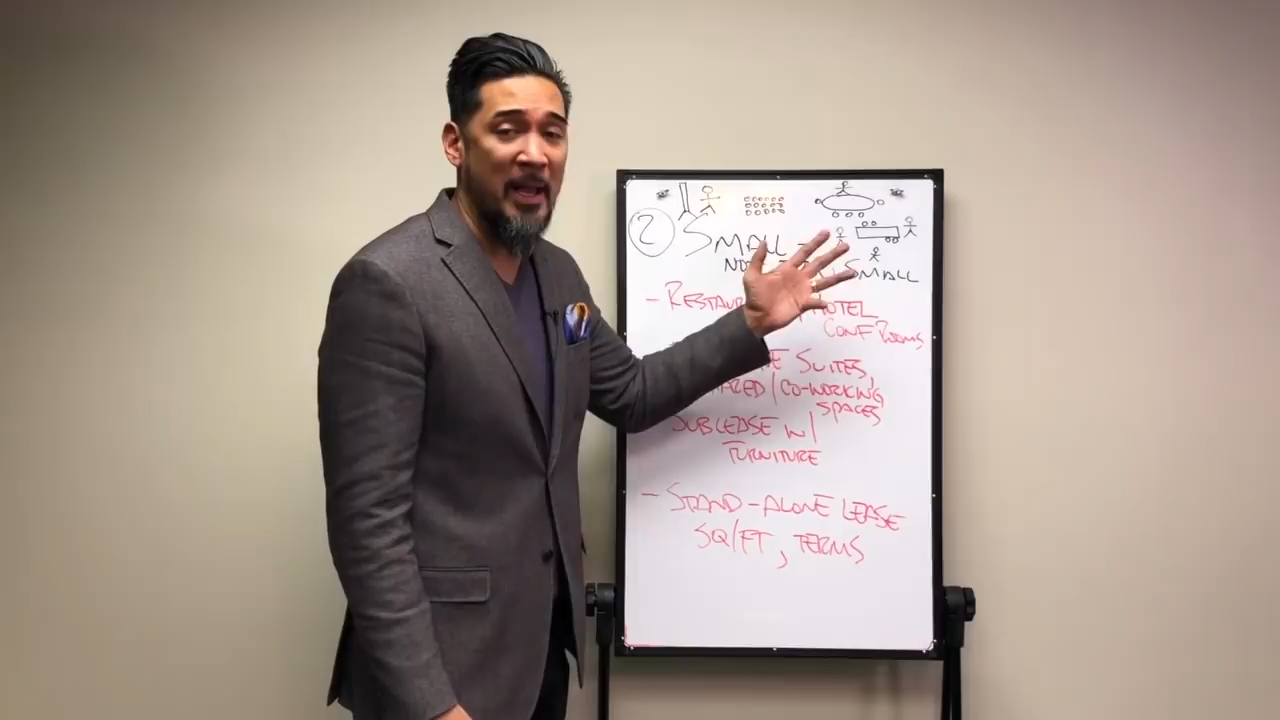 2
SMALL -
SMALL
- RESTAU HOTEL
CONF ROOMS
SUITES,
CO-WORKING
SPACES
SUBLEASE W/
FURNITURE
- STAND-ALONE LEASE
SQ/FT, TERMS